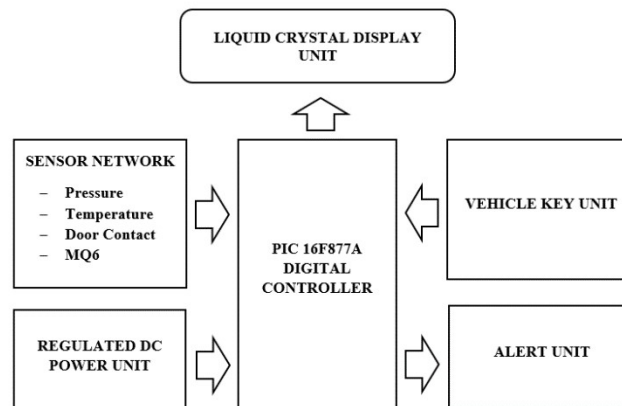 LIQUID CRYSTAL DISPLAY
UNIT
SENSOR NETWORK
– Pressure
– Temperature
– Door Contact
– MQ6
PIC 16F877A
DIGITAL
CONTROLLER
VEHICLE KEY UNIT
REGULATED DC
POWER UNIT
ALERT UNIT